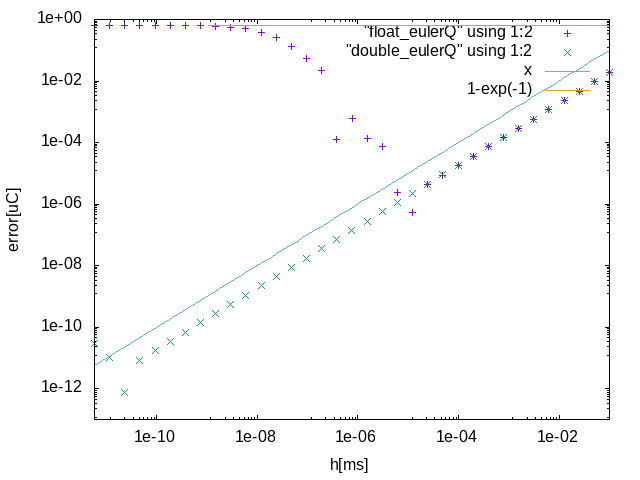 1e+00
"float_eulerQ" using 1:2
"double_eulerQ" using 1:2
x
1-exp(-1)
1e-02
1e-04
1e-06
1e-08
1e-10
1e-12
error[uC]
1e-10
1e-08
1e-06
1e-04
1e-02
h[ms]